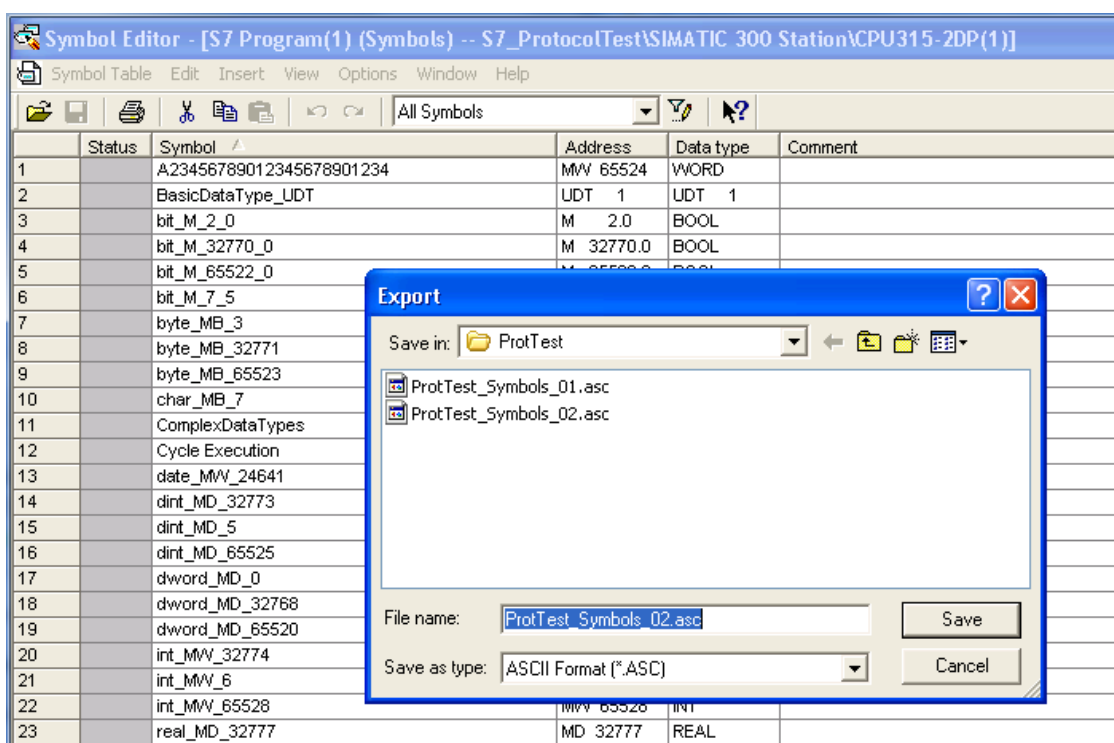 Symbol Editor - [S7 Program(1) (Symbols) -- S7_ProtocolTest\SIMATIC 300 Station\CPU315-2DP(1)]
Symbol Table Edit Insert View Options Window Help
All Symbols
Status Symbol Address Data type Comment
1 A23456789012345678901234 MW 65524 WORD
2 BasicDataType_UDT UDT 1 UDT 1
3 bit_M_2_0 M 2.0 BOOL
4 bit_M_32770_0 M 32770.0 BOOL
5 bit_M_65522_0
6 bit_M_7_5
7 byte_MB_3
8 byte_MB_32771
9 byte_MB_65523
10 char_MB_7
11 ComplexDataTypes
12 Cycle Execution
13 date_MW_24641
14 dint_MD_32773
15 dint_MD_5
16 dint_MD_65525
17 dword_MD_0
18 dword_MD_32768
19 dword_MD_65520
20 int_MW_32774
21 int_MW_6
22 int_MW_65528 MW 65528 INT
23 real_MD_32777 MD 32777 REAL
Export
Save in: ProtTest
ProtTest_Symbols_01.asc
ProtTest_Symbols_02.asc
File name: ProtTest_Symbols_02.asc Save
Save as type: ASCII Format (*.ASC) Cancel